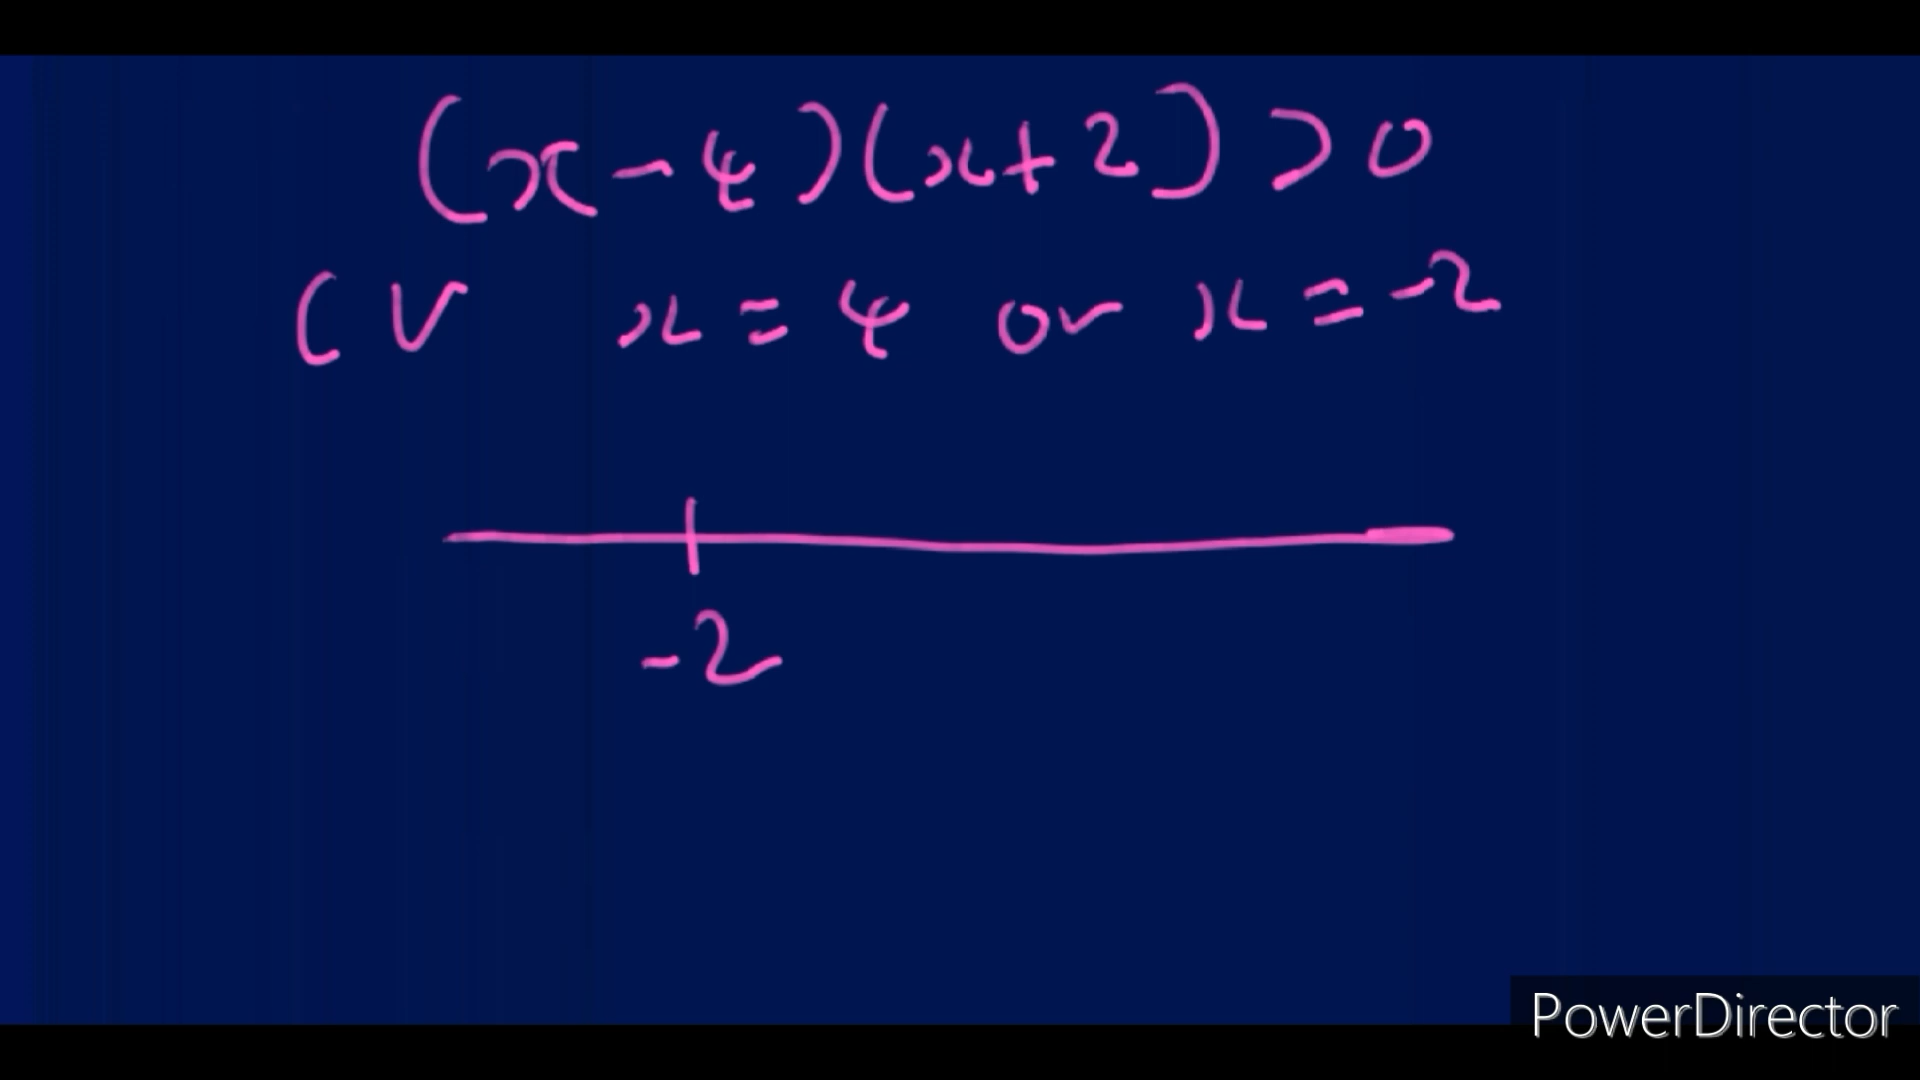 (x-4)(x+2)>0
CV x=4 or x=-2
-2
PowerDirector